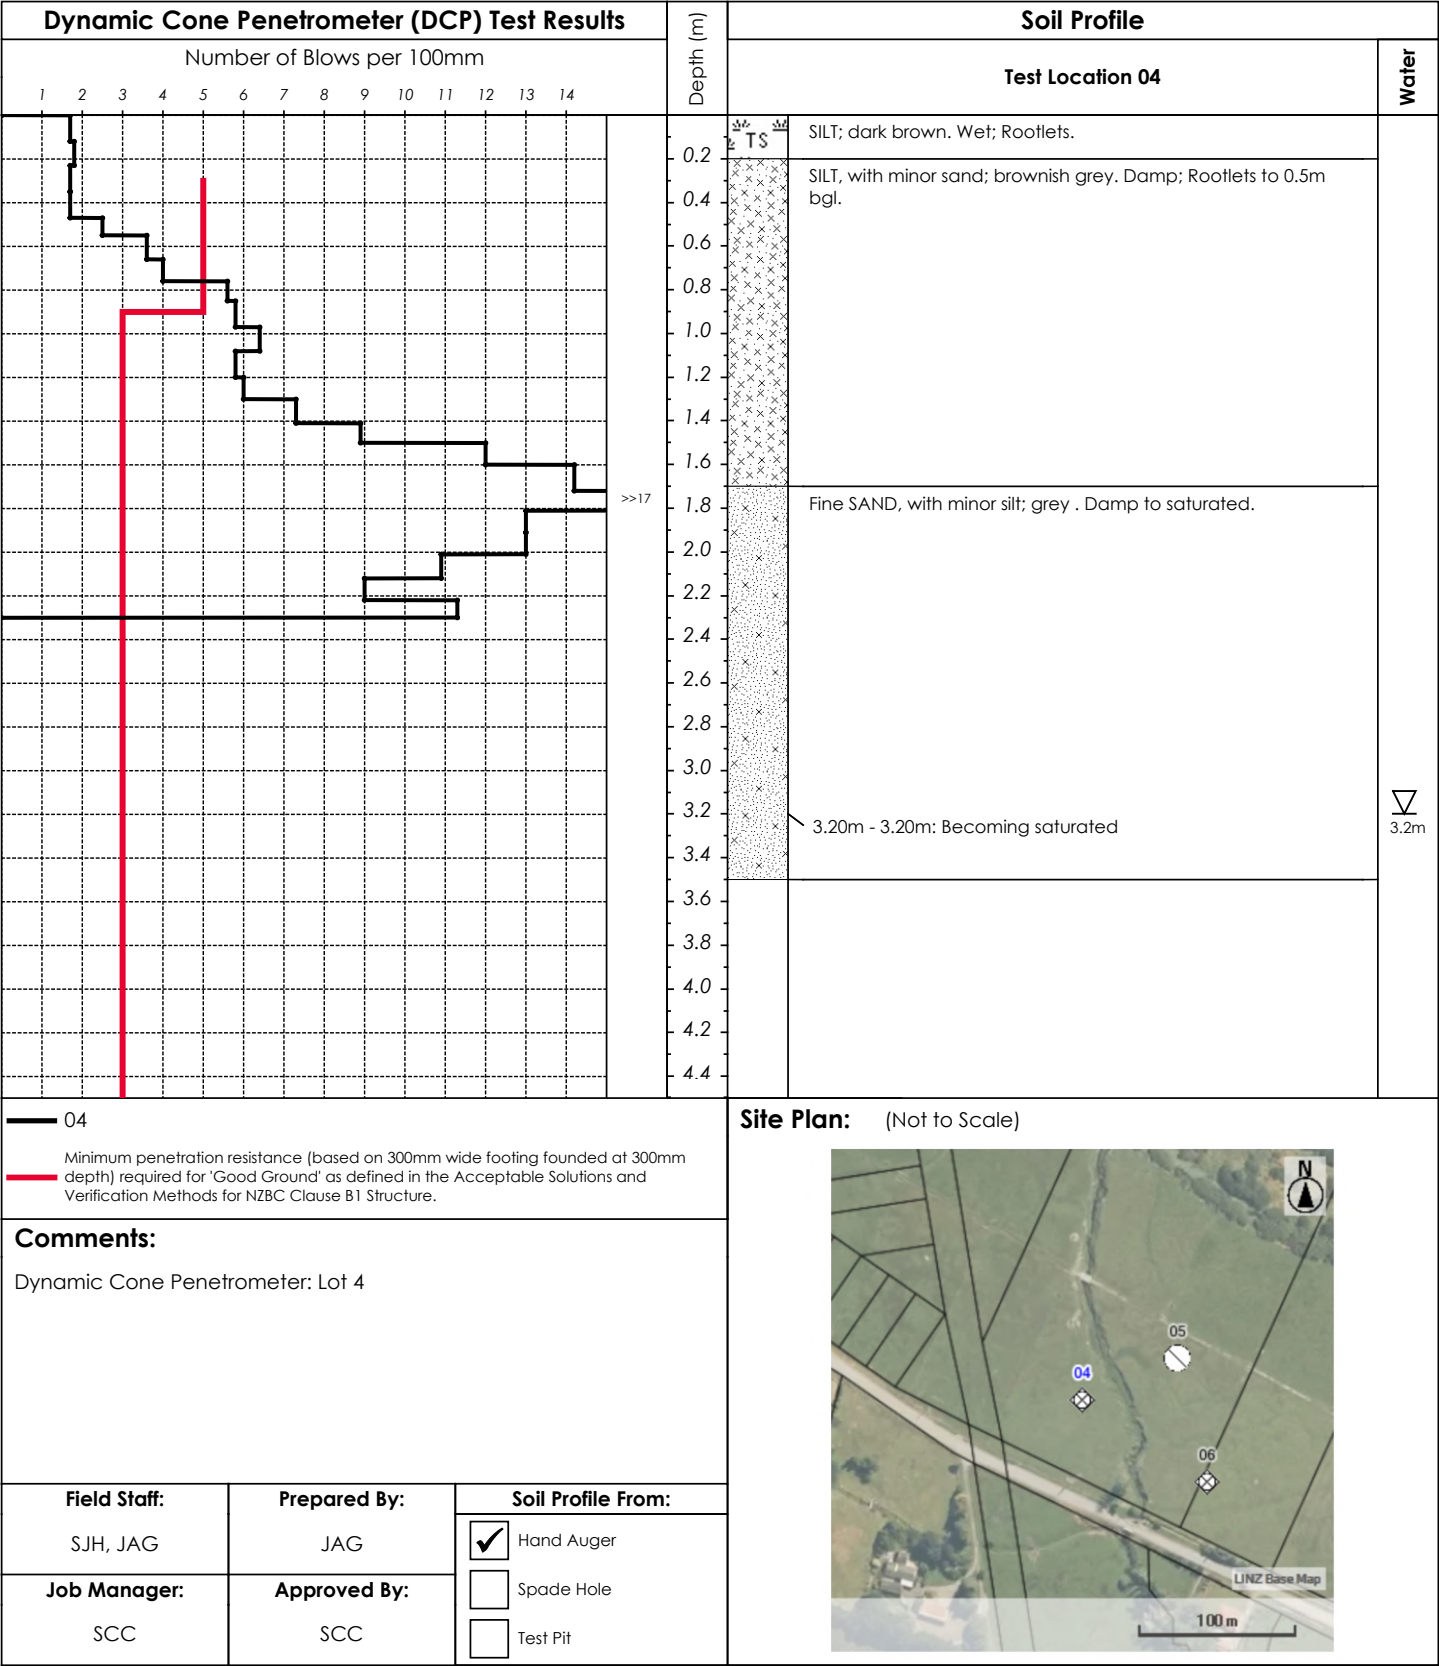 Dynamic Cone Penetrometer (DCP) Test Results
Number of Blows per 100mm
1 2 3 4 5 6 7 8 9 10 11 12 13 14
>>17
Depth (m)
0.2
0.4
0.6
0.8
1.0
1.2
1.4
1.6
1.8
2.0
2.2
2.4
2.6
2.8
3.0
3.2
3.4
3.6
3.8
4.0
4.2
4.4
Soil Profile
Test Location 04
Water
TS
SILT; dark brown. Wet; Rootlets.
SILT, with minor sand; brownish grey. Damp; Rootlets to 0.5m
bgl.
Fine SAND, with minor silt; grey . Damp to saturated.
3.20m - 3.20m: Becoming saturated
3.2m
04
Minimum penetration resistance (based on 300mm wide footing founded at 300mm
depth) required for 'Good Ground' as defined in the Acceptable Solutions and
Verification Methods for NZBC Clause B1 Structure.
Comments:
Dynamic Cone Penetrometer: Lot 4
Field Staff:
SJH, JAG
Prepared By:
JAG
Job Manager:
SCC
Approved By:
SCC
Soil Profile From:
Hand Auger
Spade Hole
Test Pit
Site Plan: (Not to Scale)
N
05
04
06
LINZ Base Map
100 m